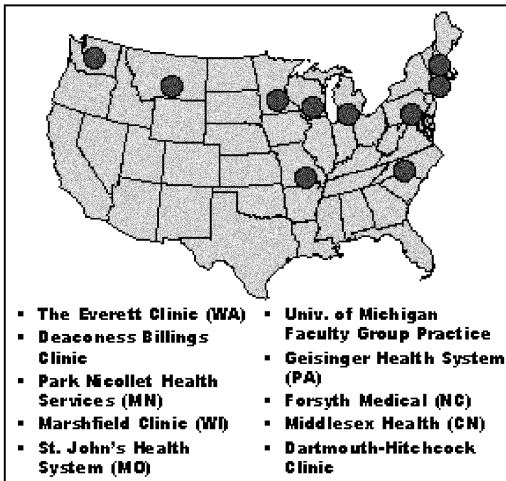 ▪ The Everett Clinic (WA)
▪ Deaconess Billings
Clinic
▪ Park Nicollet Health
Services (MN)
▪ Marshfield Clinic (WI)
▪ St. John's Health
System (MO)
▪ Univ. of Michigan
Faculty Group Practice
▪ Geisinger Health System
(PA)
▪ Forsyth Medical (NC)
▪ Middlesex Health (CN)
▪ Dartmouth-Hitchcock
Clinic